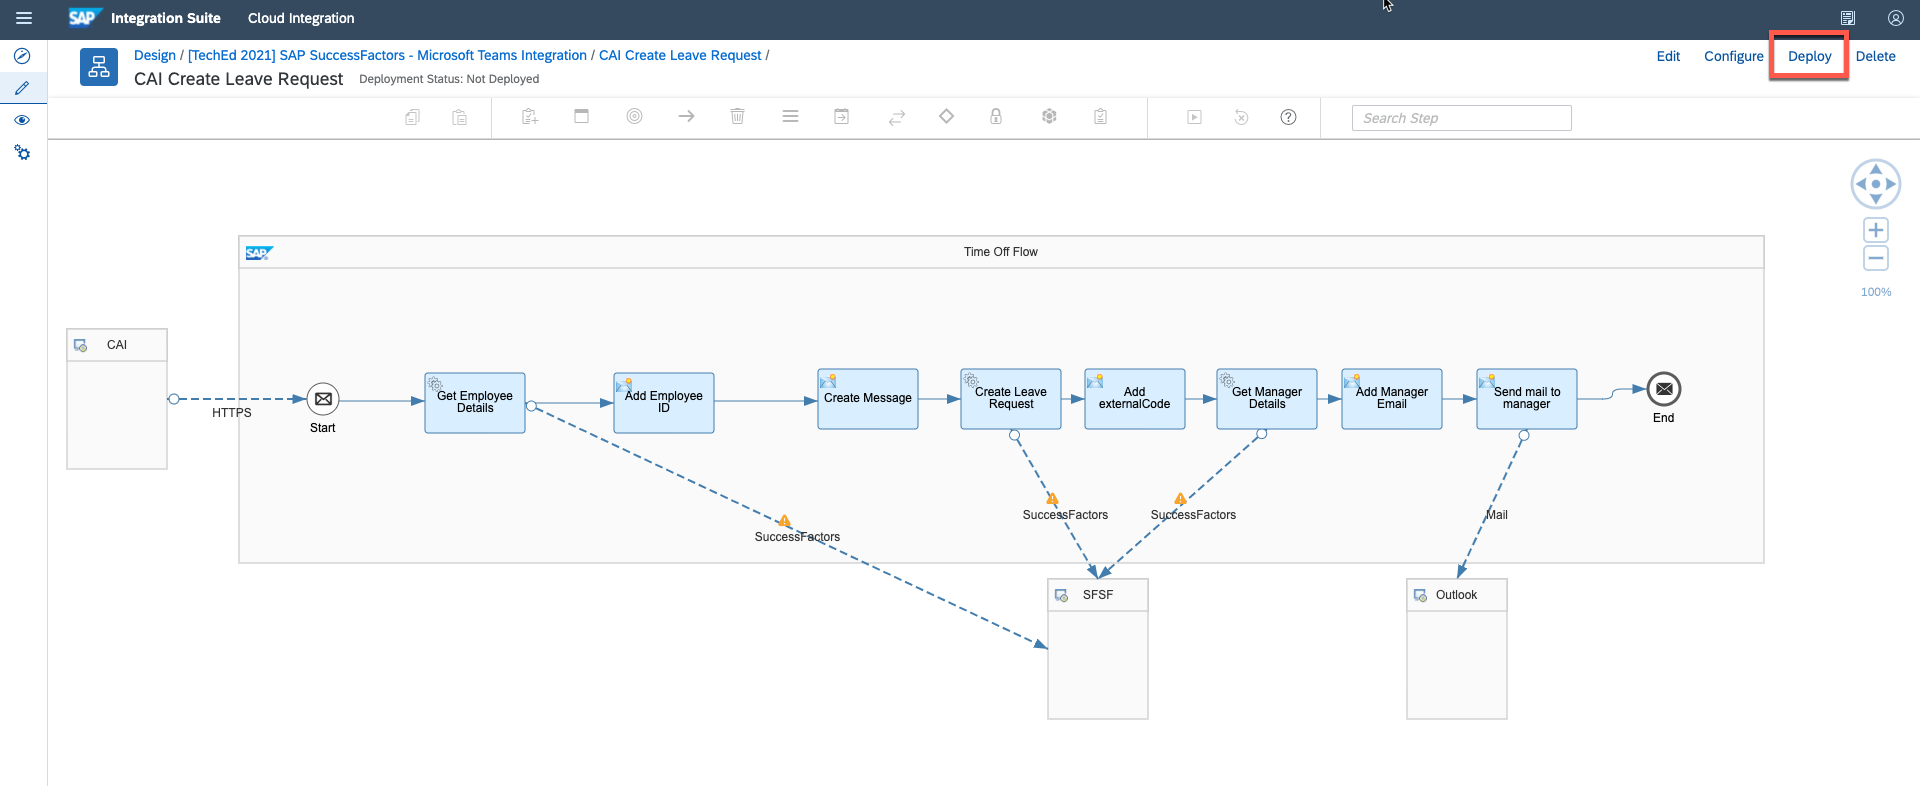 SAP Integration Suite Cloud Integration
Design / [TechEd 2021] SAP SuccessFactors - Microsoft Teams Integration / CAI Create Leave Request /
Edit Configure Deploy Delete
CAI Create Leave Request Deployment Status: Not Deployed
Search Step
100%
SAP Time Off Flow
CAI
HTTPS
Start
Get Employee
Details
Add Employee
ID
Create Message
Create Leave
Request
Add
externalCode
Get Manager
Details
Add Manager
Email
Send mail to
manager
End
SuccessFactors
SuccessFactors
SuccessFactors
Mail
SFSF
Outlook